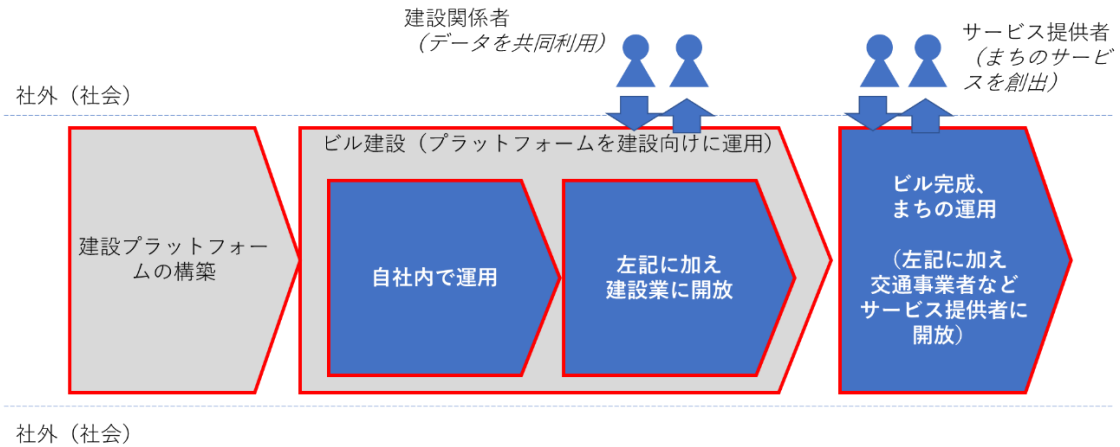 建設関係者
（データを共同利用）
サービス提供者
（まちのサービ
スを創出）
社外（社会）
ビル建設（プラットフォームを建設向けに運用）
建設プラットフォー
ムの構築
自社内で運用
左記に加え
建設業に開放
ビル完成、
まちの運用
（左記に加え
交通事業者など
サービス提供者に
開放）
社外（社会）